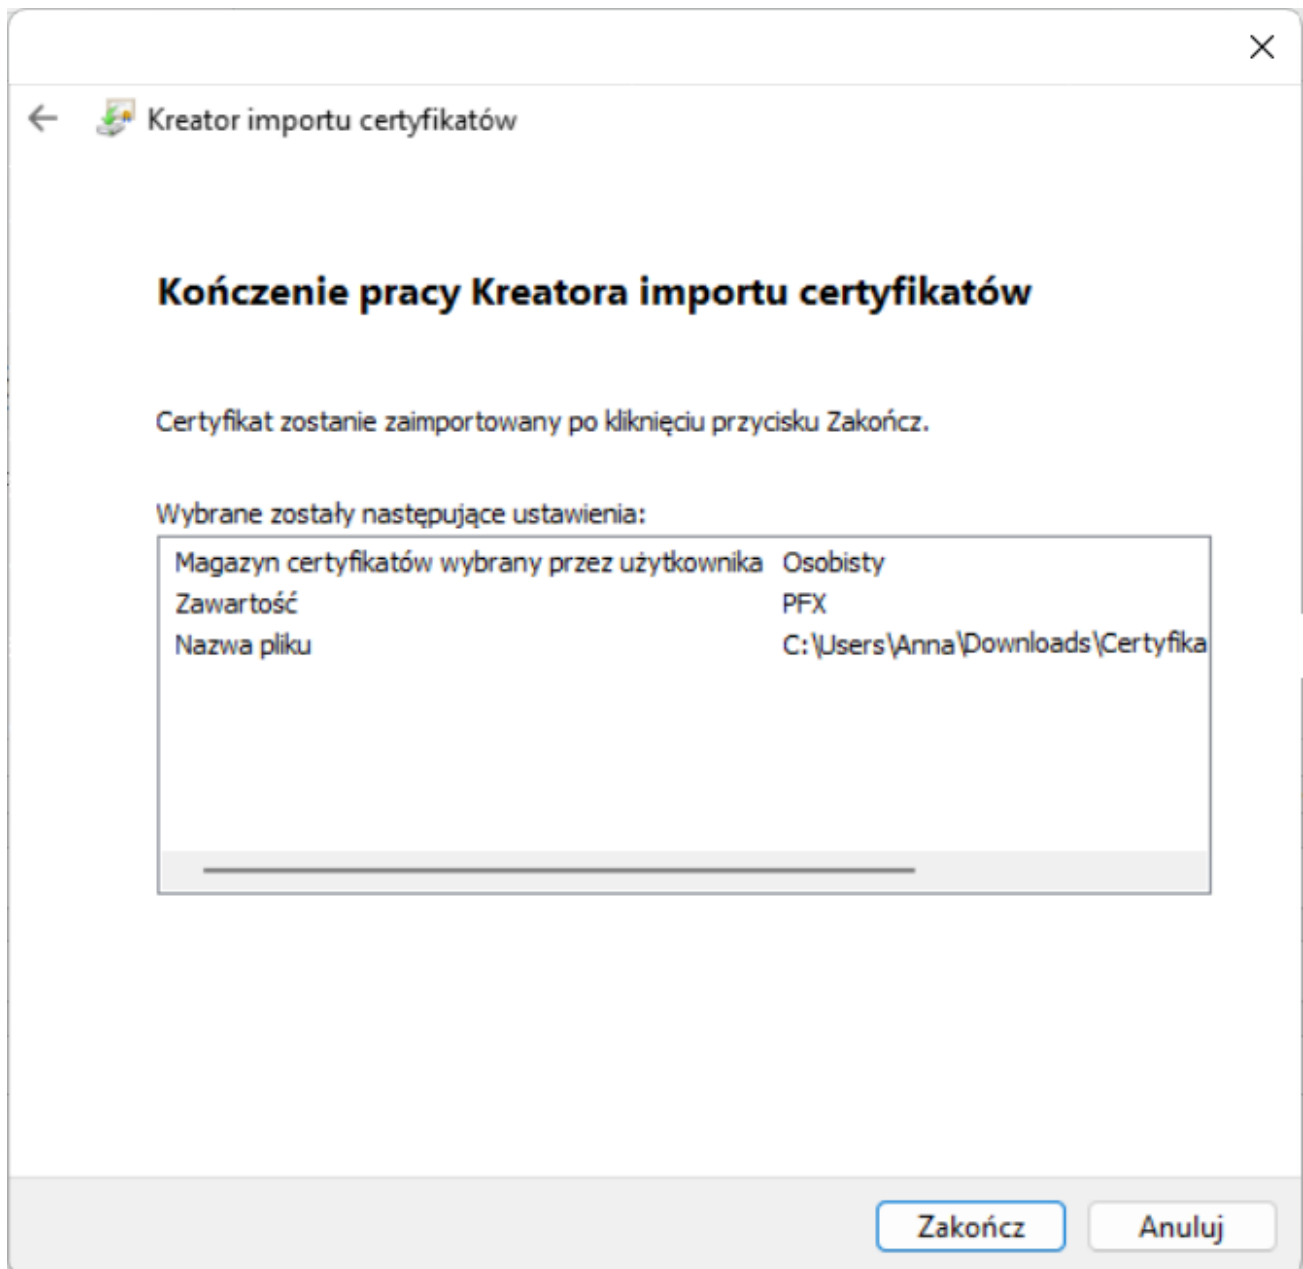 Kreator importu certyfikatów
Kończenie pracy Kreatora importu certyfikatów
Certyfikat zostanie zaimportowany po kliknięciu przycisku Zakończ.
Wybrane zostały następujące ustawienia:
Magazyn certyfikatów wybrany przez użytkownika Osobisty
Zawartość PFX
Nazwa pliku C:\Users\Anna\Downloads\Certyfika
Zakończ Anuluj